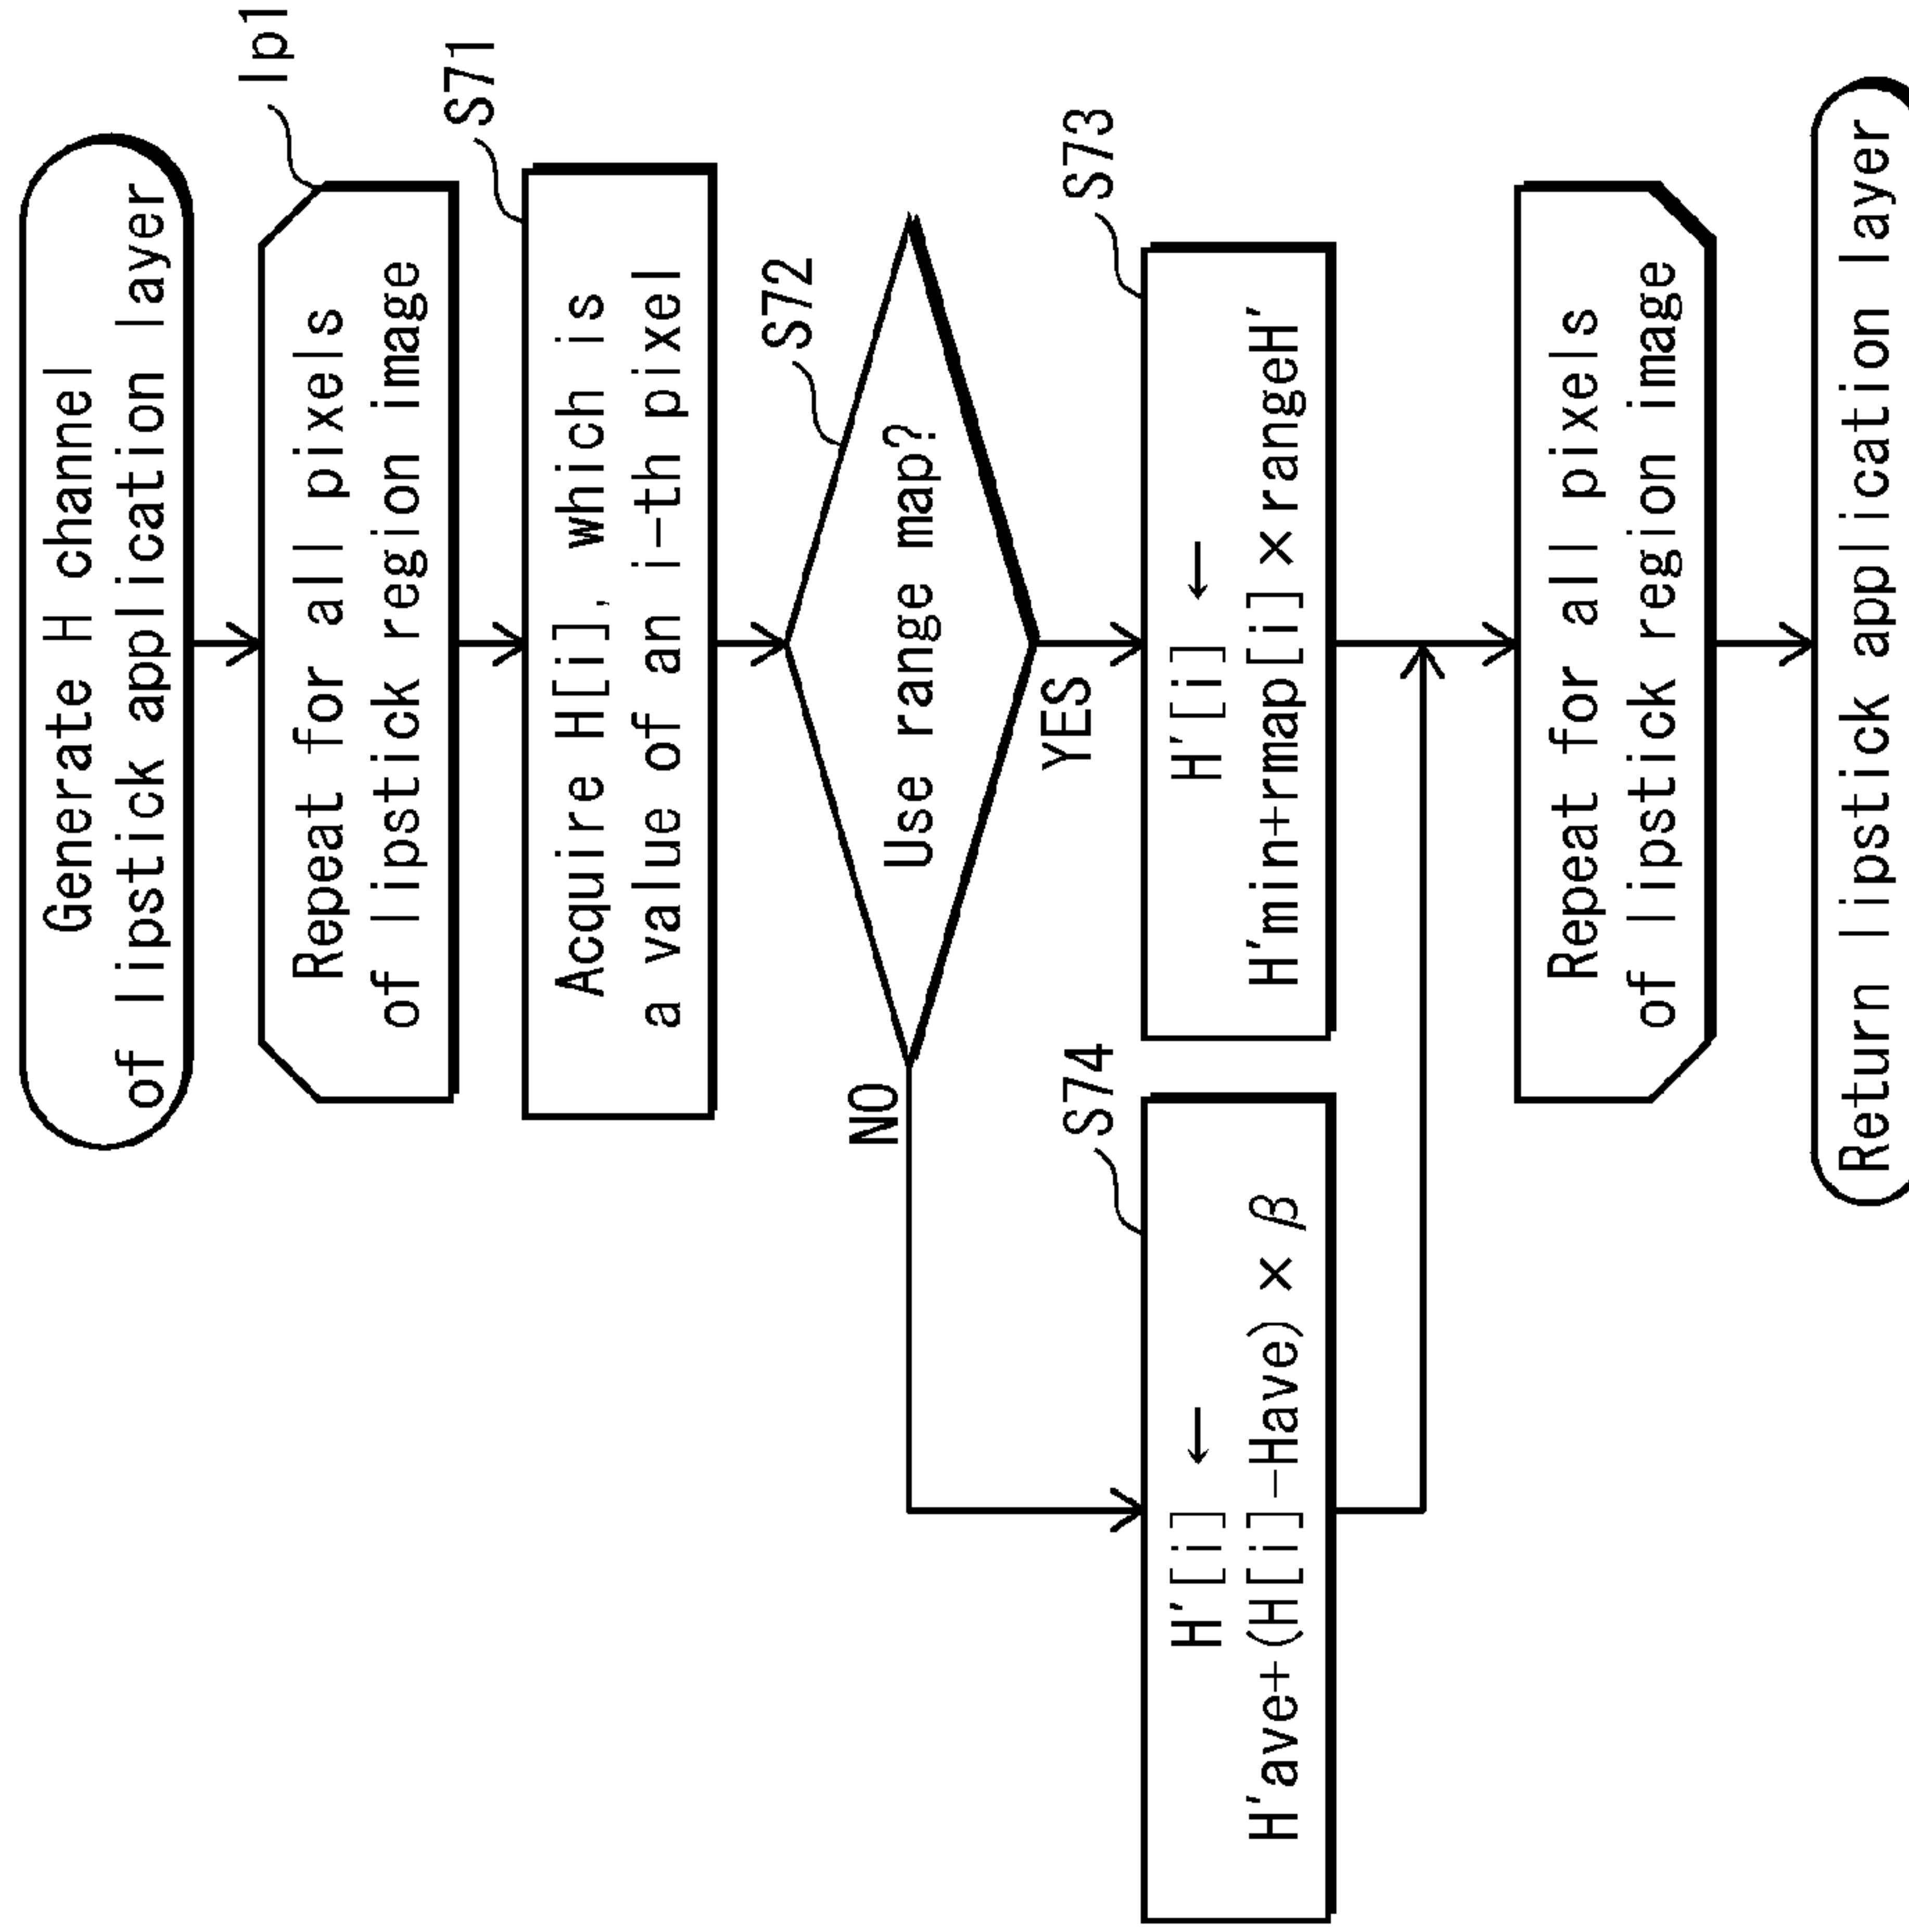 Generate H channel
of lipstick application layer
lp1
Repeat for all pixels
of lipstick region image
S71
Acquire H[i], which is
a value of an i-th pixel
S72
Use range map?
NO
YES
S74
H'[i] ←
H'ave+(H[i]-Have) × β
S73
H'[i] ←
H'min+rmap[i] × rangeH'
Repeat for all pixels
of lipstick region image
Return lipstick application layer